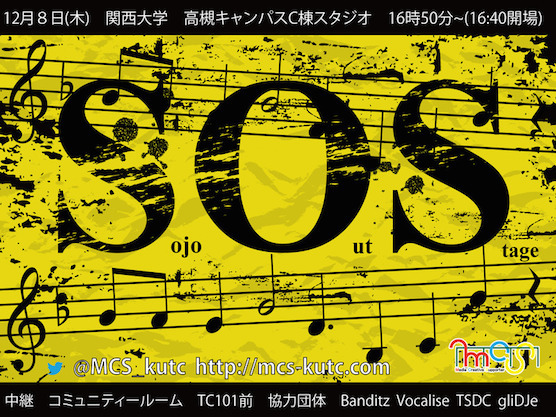 12月8日(木) 関西大学 高槻キャンパスC棟スタジオ 16時50分~(16:40開場)
SOS
ojo ut tage
@MCS_kutc http://mcs-kutc.com
Media Creative supporter
中継 コミュニティールーム TC101前 協力団体 Banditz Vocalise TSDC gliDJe